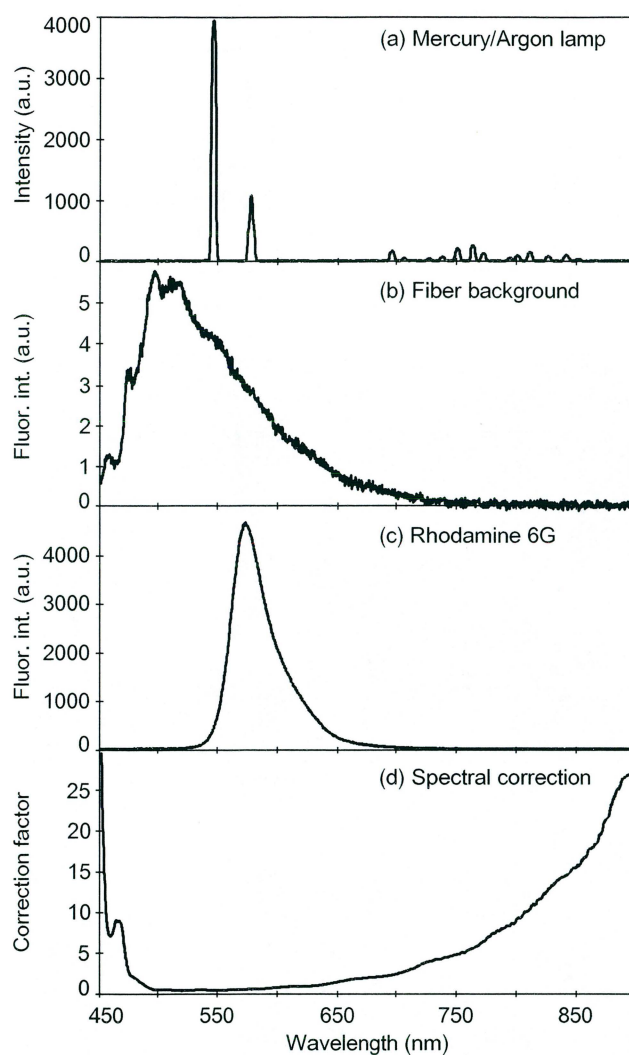 (a) Mercury/Argon lamp
Intensity (a.u.)
4000
3000
2000
1000
0
(b) Fiber background
Fluor. int. (a.u.)
5
4
3
2
1
0
(c) Rhodamine 6G
Fluor. int. (a.u.)
4000
3000
2000
1000
0
(d) Spectral correction
Correction factor
25
20
15
10
5
0
450 550 650 750 850
Wavelength (nm)